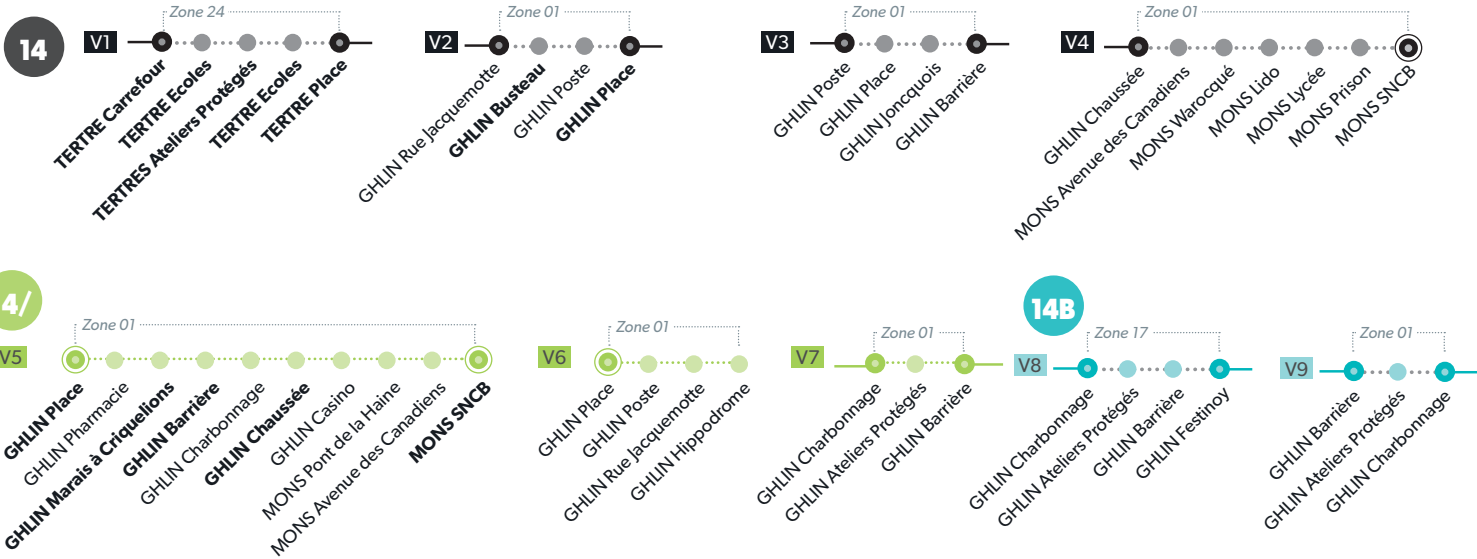 14
V1
Zone 24
TERTRE Carrefour
TERTRE Ecoles
TERTRES Ateliers Protégés
TERTRE Ecoles
TERTRE Place
V2
Zone 01
GHLIN Rue Jacquemotte
GHLIN Busteau
GHLIN Poste
GHLIN Place
V3
Zone 01
GHLIN Poste
GHLIN Place
GHLIN Joncquois
GHLIN Barrière
V4
Zone 01
GHLIN Chaussée
MONS Avenue des Canadiens
MONS Warocqué
MONS Lido
MONS Lycée
MONS Prison
MONS SNCB
4/
V5
Zone 01
GHLIN Place
GHLIN Pharmacie
GHLIN Marais à Criquelions
GHLIN Barrière
GHLIN Charbonnage
GHLIN Chaussée
GHLIN Casino
MONS Pont de la Haine
MONS Avenue des Canadiens
MONS SNCB
V6
Zone 01
GHLIN Place
GHLIN Poste
GHLIN Rue Jacquemotte
GHLIN Hippodrome
V7
Zone 01
GHLIN Charbonnage
GHLIN Ateliers Protégés
GHLIN Barrière
14B
V8
Zone 17
GHLIN Charbonnage
GHLIN Ateliers Protégés
GHLIN Barrière
GHLIN Festinoy
V9
Zone 01
GHLIN Barrière
GHLIN Ateliers Protégés
GHLIN Charbonnage